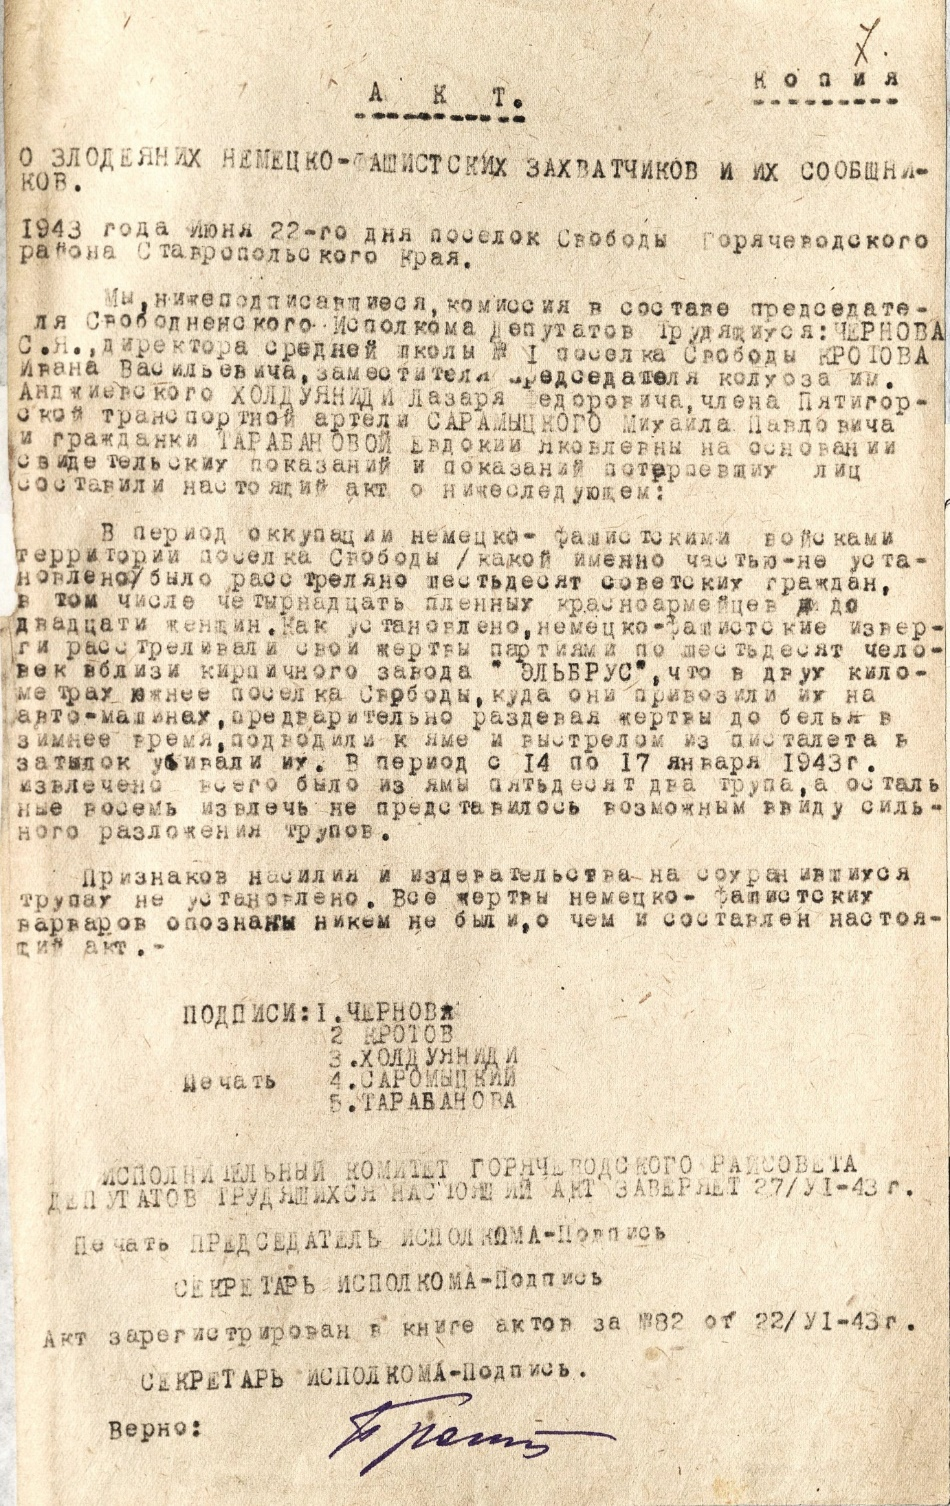 7.
Копия
А К Т.
О ЗЛОДЕЯНИХ НЕМЕЦКО-ФАШИСТСКИХ ЗАХВАТЧИКОВ И ИХ СООБЩНИ-
КОВ.
1943 года Июня 22-го дня поселок Свободы Горячеводского
района Ставропольского Края.
Мы,нижеподписавшиеся,комиссия в составе председате-
ля Свободненского Исполкома Депутатов Трудящихся:ЧЕРНОВА
С.Я.,директора средней школы № I поселка Свободы КРОТОВА
Ивана Васильевича,заместителя председателя колхоза им.
Анджиевского ХОЛДУЯНИДИ Лазаря Федоровича,члена Пятигор-
ской транспортной артели САРАМЫЦКОГО Михаила Павловича
и гражданки ТАРАБАНОВОЙ Евдокии Яковлевны на основании
свидетельских показаний и показаний потерпевших лиц
составили настоящий акт о нижеследующем:
В период оккупации немецко- фашистскими войсками
территории поселка Свободы /какой именно частью-не уста-
новлено/было расстреляно шестьдесят советских граждан,
в том числе четырнадцать пленных красноармейцев и до
двадцати женщин.Как установлено,немецко-фашистские извер-
ги расстреливали свои жертвы партиями по шестьдесят чело-
век вблизи кирпичного завода "ЭЛЬБРУС",что в двух кило-
метрах южнее поселка Свободы,куда они привозили их на
авто-машинах,предварительно раздевая жертвы до белья в
зимнее время,подводили к яме и выстрелом из писталета в
затылок убивали их. В период с 14 по 17 января 1943г.
извлечено всего было из ямы пятьдесят два трупа,а осталь
ные восемь извлечь не представилось возможным ввиду силь-
ного разложения трупов.
Признаков насилия и издевательства на сохранившихся
трупах не установлено. Все жертвы немецко- фашистских
варваров опознаны никем не были,о чем и составлен настоя-
щий акт.-
ПОДПИСИ:I.ЧЕРНОВА
2 КРОТОВ
3.ХОЛДУЯНИДИ
Печать 4.САРОМЫЦКИЙ
5.ТАРАБАНОВА
ИСПОЛНИТЕЛЬНЫЙ КОМИТЕТ ГОРЯЧЕВОДСКОГО РАЙСОВЕТА
ДЕПУТАТОВ ТРУДЯЩИХСЯ НАСТОЯЩИЙ АКТ ЗАВЕРЯЕТ 27/УI-43г.
Печать ПРЕДСЕДАТЕЛЬ ИСПОЛКОМА-Подпись
СЕКРЕТАРЬ ИСПОЛКОМА-Подпись
Акт зарегистрирован в книге актов за №82 от 22/УI-43г.
СЕКРЕТАРЬ ИСПОЛКОМА-Подпись.
Верно: